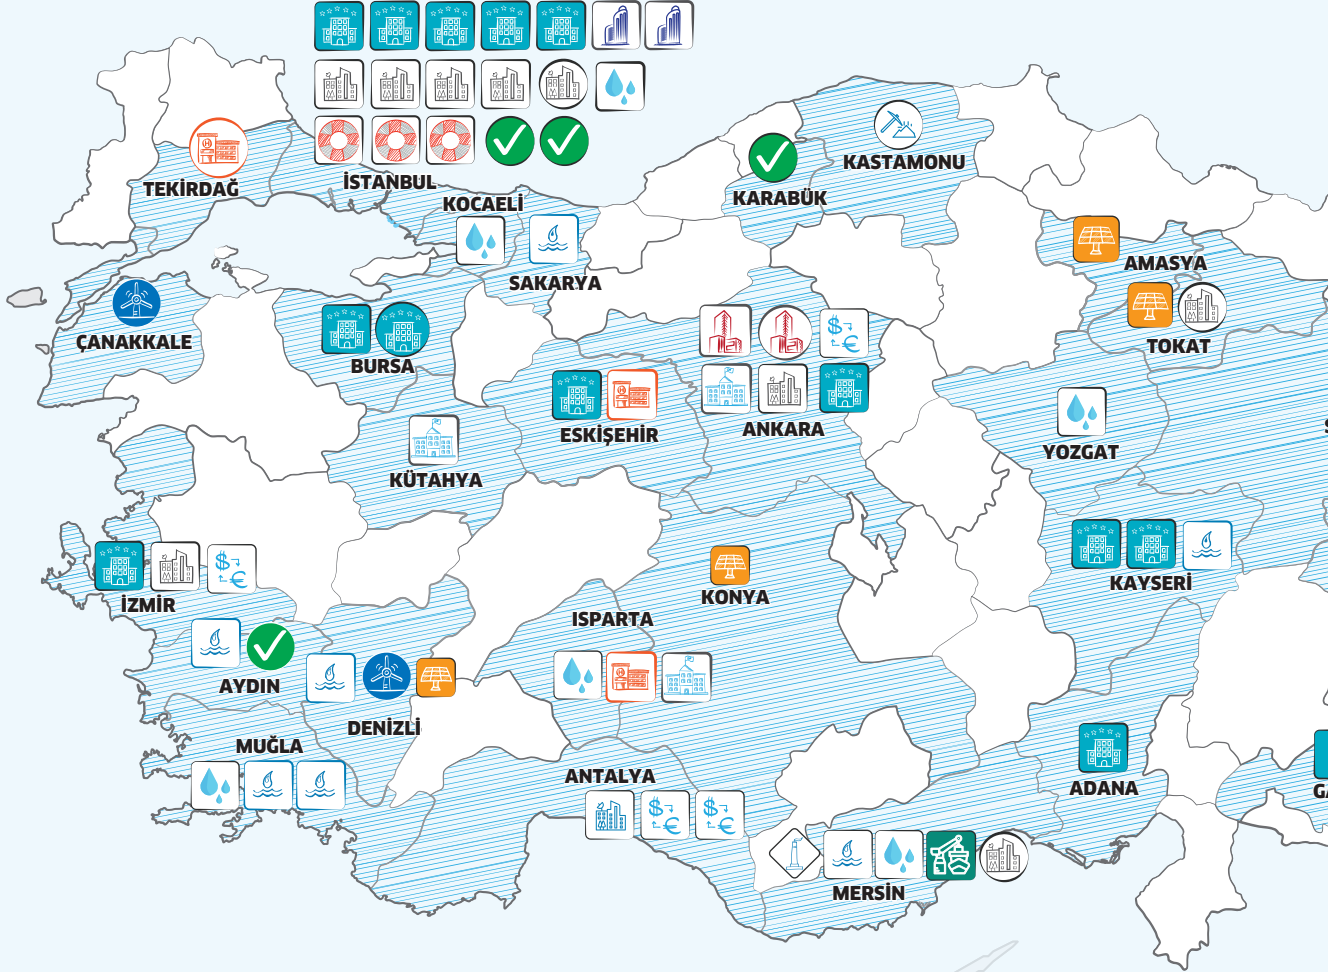 İSTANBUL
TEKİRDAĞ
KOCAELİ
KARABÜK
KASTAMONU
SAKARYA
AMASYA
ÇANAKKALE
BURSA
TOKAT
ESKİŞEHİR
ANKARA
YOZGAT
KÜTAHYA
KAYSERİ
İZMİR
KONYA
ISPARTA
AYDIN
DENİZLİ
MUĞLA
ANTALYA
ADANA
GA
MERSİN